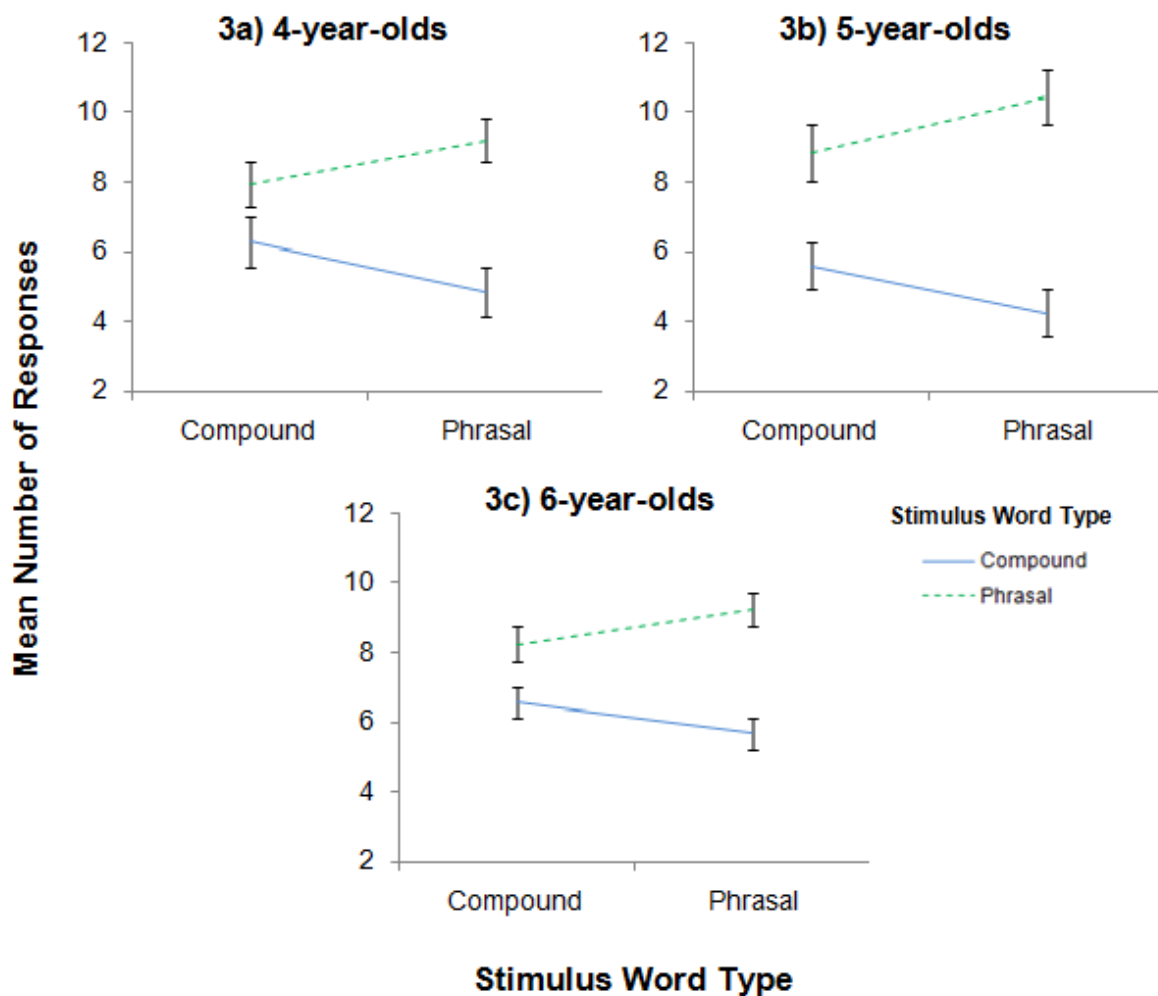 3a) 4-year-olds
12
10
8
6
4
2
Compound Phrasal
3b) 5-year-olds
12
10
8
6
4
2
Compound Phrasal
Mean Number of Responses
3c) 6-year-olds
12
10
8
6
4
2
Compound Phrasal
Stimulus Word Type
Compound
Phrasal
Stimulus Word Type